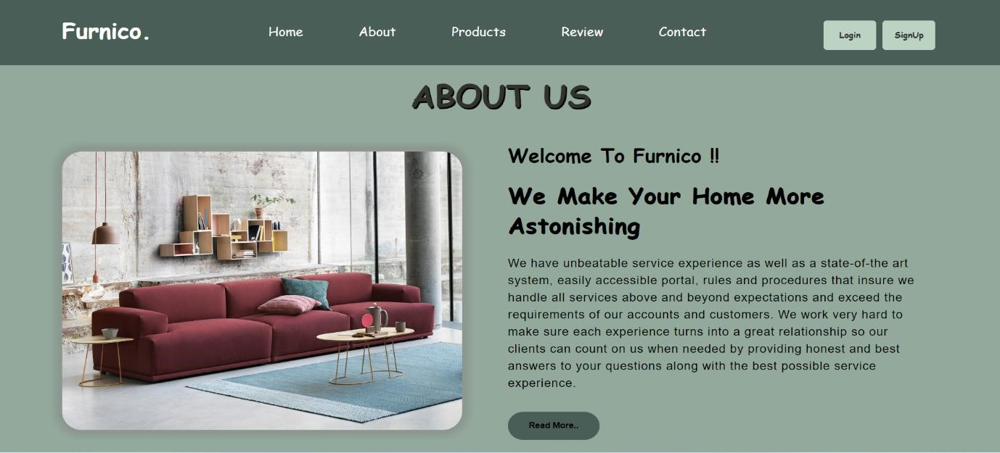 Furnico.
Home About Products Review Contact
Login SignUp
ABOUT US
Welcome To Furnico !!
We Make Your Home More
Astonishing
We have unbeatable service experience as well as a state-of-the art
system, easily accessible portal, rules and procedures that insure we
handle all services above and beyond expectations and exceed the
requirements of our accounts and customers. We work very hard to
make sure each experience turns into a great relationship so our
clients can count on us when needed by providing honest and best
answers to your questions along with the best possible service
experience.
Read More..